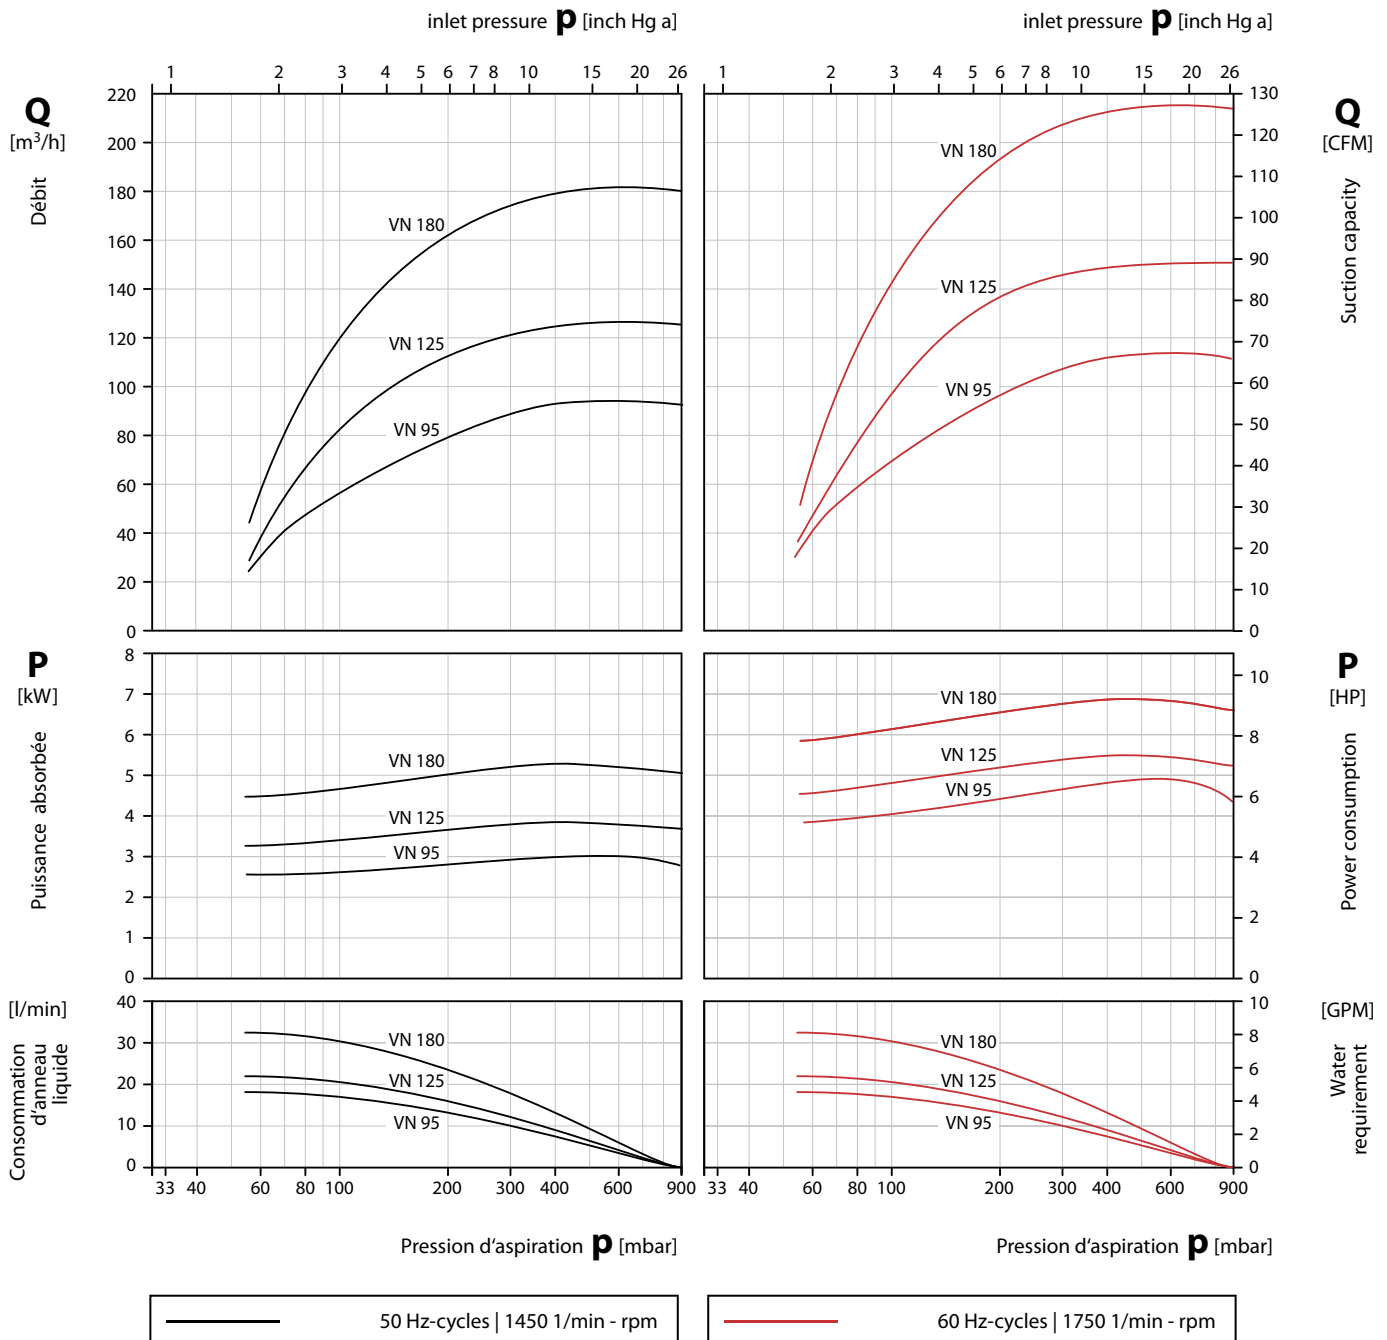 inlet pressure p [inch Hg a] inlet pressure p [inch Hg a]
1 2 3 4 5 6 7 8 10 15 20 26 1 2 3 4 5 6 7 8 10 15 20 26
Q
[m³/h]
Débit
220
200
180
160
140
120
100
80
60
40
20
0
VN 180
VN 125
VN 95
VN 180
VN 125
VN 95
130
120
110
100
90
80
70
60
50
40
30
20
10
0
Q
[CFM]
Suction capacity
P
[kW]
Puissance absorbée
8
7
6
5
4
3
2
1
0
VN 180
VN 125
VN 95
VN 180
VN 125
VN 95
10
8
6
4
2
0
P
[HP]
Power consumption
[l/min]
Consommation
d'anneau
liquide
40
30
20
10
0
VN 180
VN 125
VN 95
VN 180
VN 125
VN 95
10
8
6
4
2
0
[GPM]
Water
requirement
33 40 60 80 100 200 300 400 600 900 33 40 60 80 100 200 300 400 600 900
Pression d‘aspiration p [mbar] Pression d‘aspiration p [mbar]
50 Hz-cycles | 1450 1/min - rpm 60 Hz-cycles | 1750 1/min - rpm